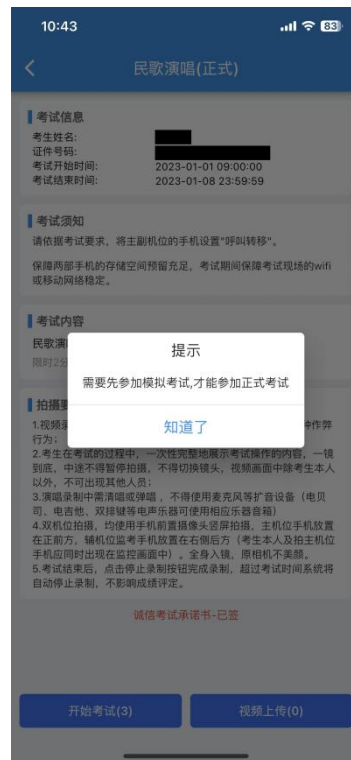 10:43
83
民歌演唱(正式)
考试信息
考生姓名:
证件号码:
考试开始时间: 2023-01-01 09:00:00
考试结束时间: 2023-01-08 23:59:59
考试须知
请依据考试要求，将主副机位的手机设置"呼叫转移"。
保障两部手机的存储空间预留充足，考试期间保障考试现场的wifi
或移动网络稳定。
考试内容
民歌演
限时2分
提示
需要先参加模拟考试,才能参加正式考试
知道了
拍摄要
1.视频录
作弊
行为；
2.考生在考试的过程中，一次性完整地展示考试操作的内容，一镜
到底，中途不得暂停拍摄，不得切换镜头，视频画面中除考生本人
以外，不可出现其他人员；
3.演唱录制中需清唱或弹唱，不得使用麦克风等扩音设备（电贝
司、电吉他、双排键等电声乐器可使用相应乐器音箱）
4.双机位拍摄，均使用手机前置摄像头竖屏拍摄，主机位手机放置
在正前方，辅机位监考手机放置在右侧后方（考生本人及拍主机位
手机应同时出现在监控画面中）。全身入镜，原相机不美颜。
5.考试结束后，点击停止录制按钮完成录制，超过考试时间系统将
自动停止录制，不影响成绩评定。
诚信考试承诺书-已签
开始考试(3)
视频上传(0)